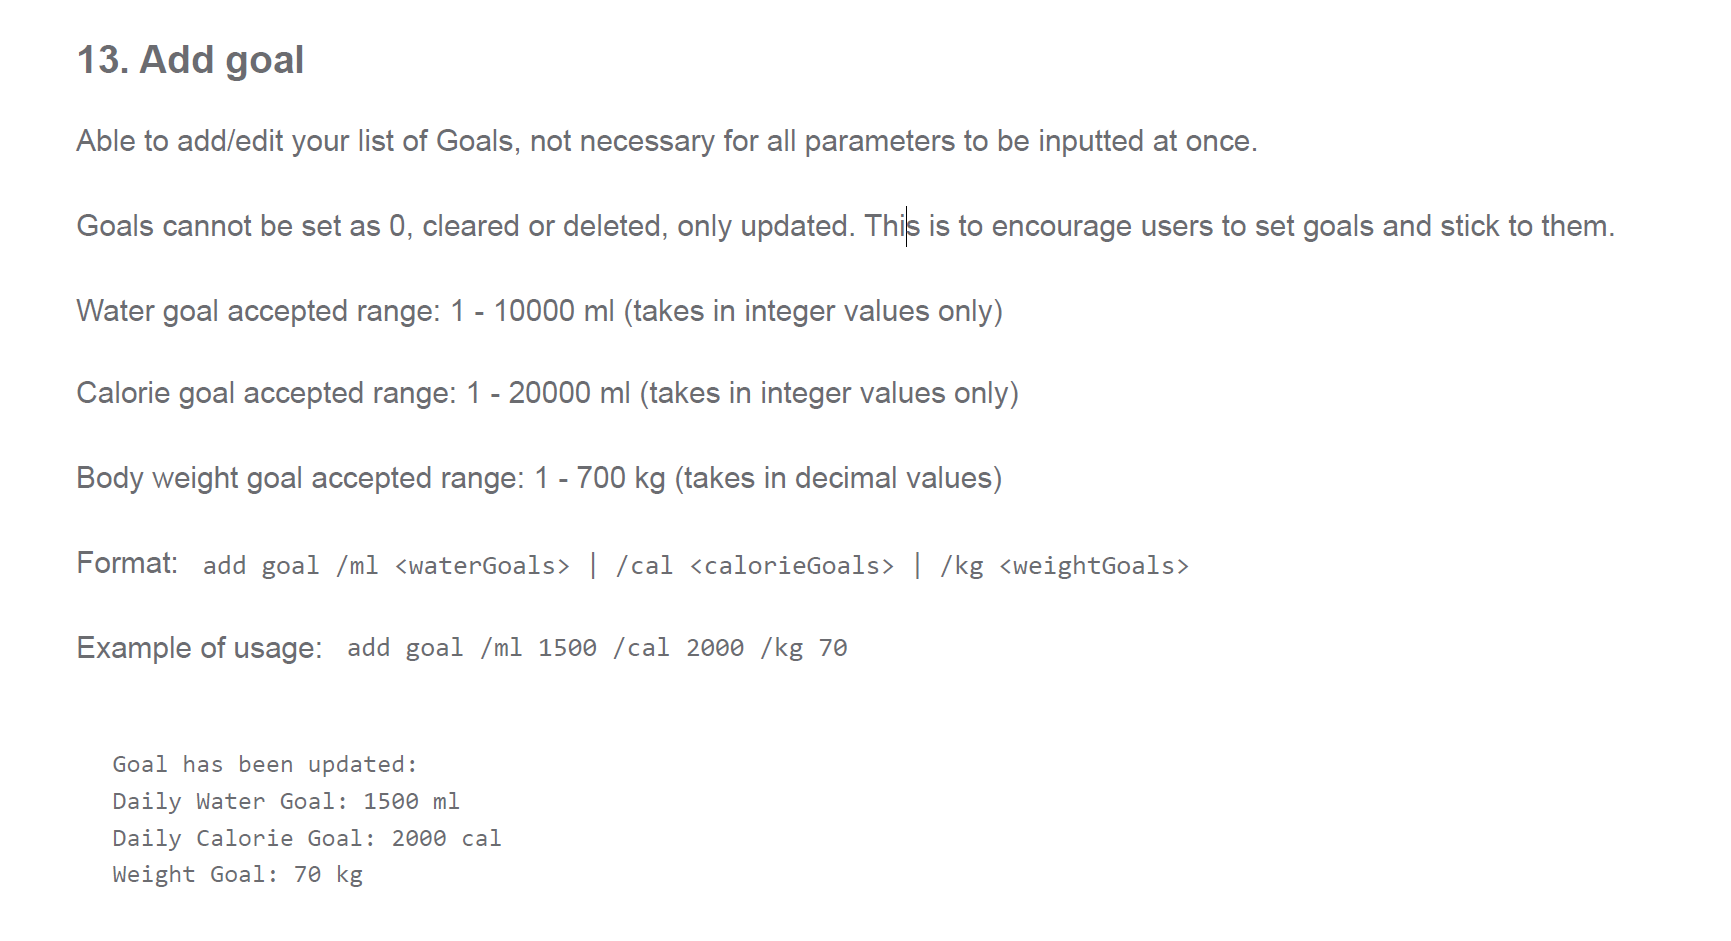 13. Add goal
Able to add/edit your list of Goals, not necessary for all parameters to be inputted at once.
Goals cannot be set as 0, cleared or deleted, only updated. This is to encourage users to set goals and stick to them.
Water goal accepted range: 1 - 10000 ml (takes in integer values only)
Calorie goal accepted range: 1 - 20000 ml (takes in integer values only)
Body weight goal accepted range: 1 - 700 kg (takes in decimal values)
Format: add goal /ml <waterGoals> | /cal <calorieGoals> | /kg <weightGoals>
Example of usage: add goal /ml 1500 /cal 2000 /kg 70
Goal has been updated:
Daily Water Goal: 1500 ml
Daily Calorie Goal: 2000 cal
Weight Goal: 70 kg